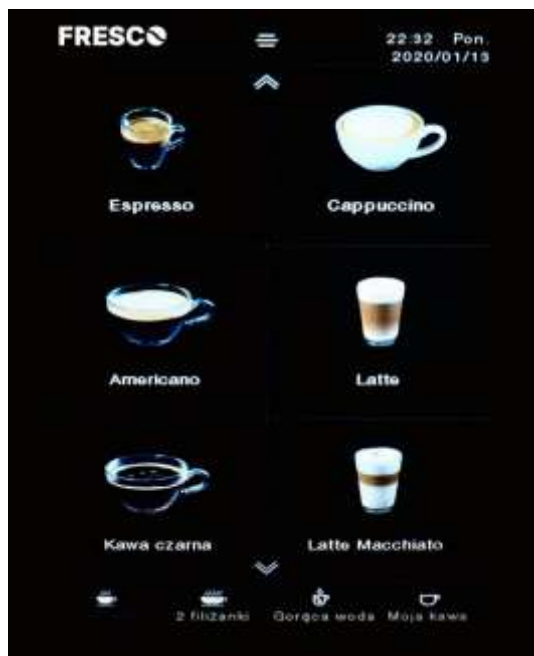 FRESCO
22:32 Pon.
2020/01/13
Espresso
Cappuccino
Americano
Latte
Kawa czarna
Latte Macchiato
2 filiżanki
Gorąca woda
Moja kawa